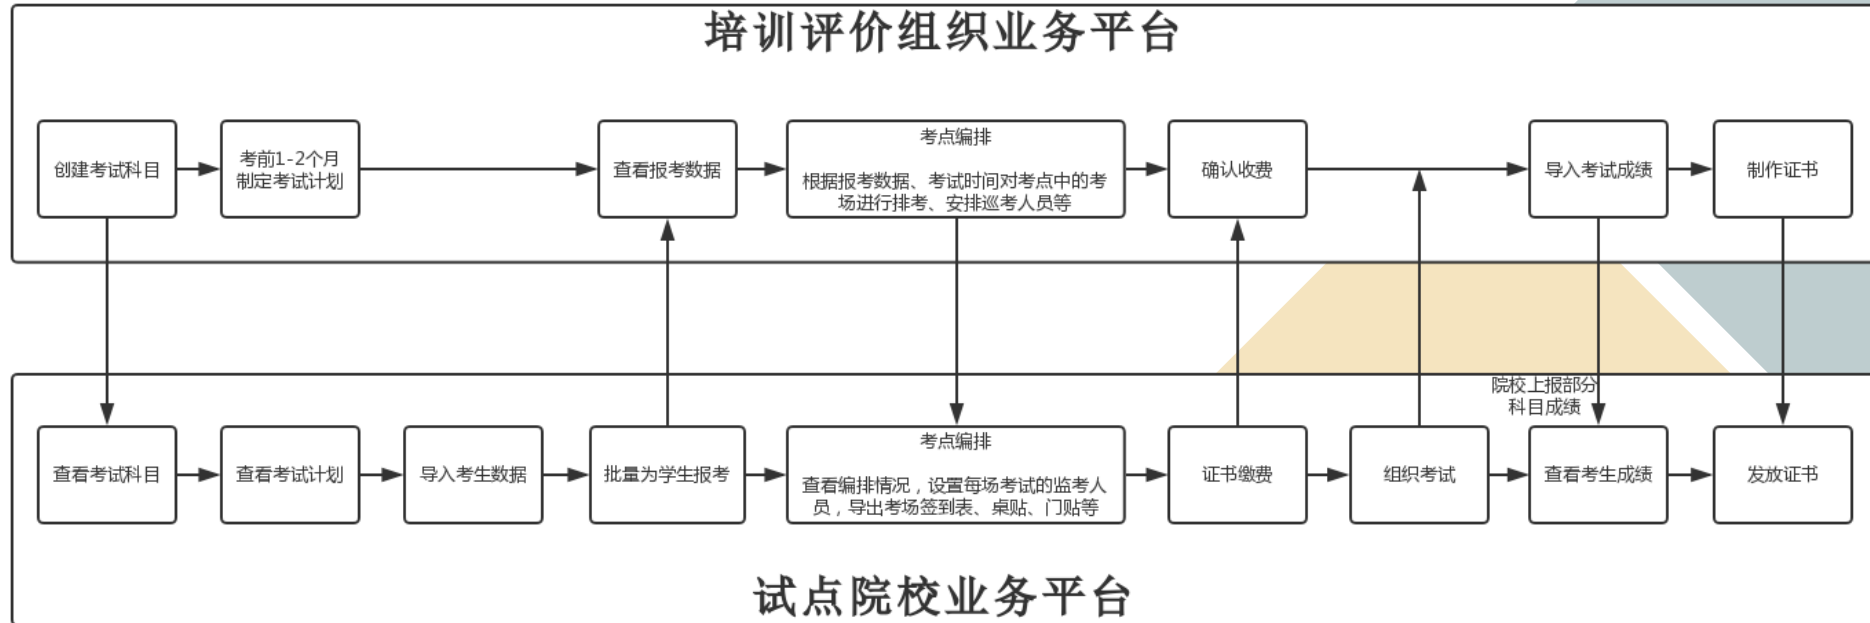 培训评价组织业务平台
创建考试科目
考前1-2个月
制定考试计划
查看报考数据
考点编排
根据报考数据、考试时间对考点中的考
场进行排考、安排巡考人员等
确认收费
导入考试成绩
制作证书
院校上报部分
科目成绩
查看考试科目
查看考试计划
导入考生数据
批量为学生报考
考点编排
查看编排情况，设置每场考试的监考人
员，导出考场签到表、桌贴、门贴等
证书缴费
组织考试
查看考生成绩
发放证书
试点院校业务平台